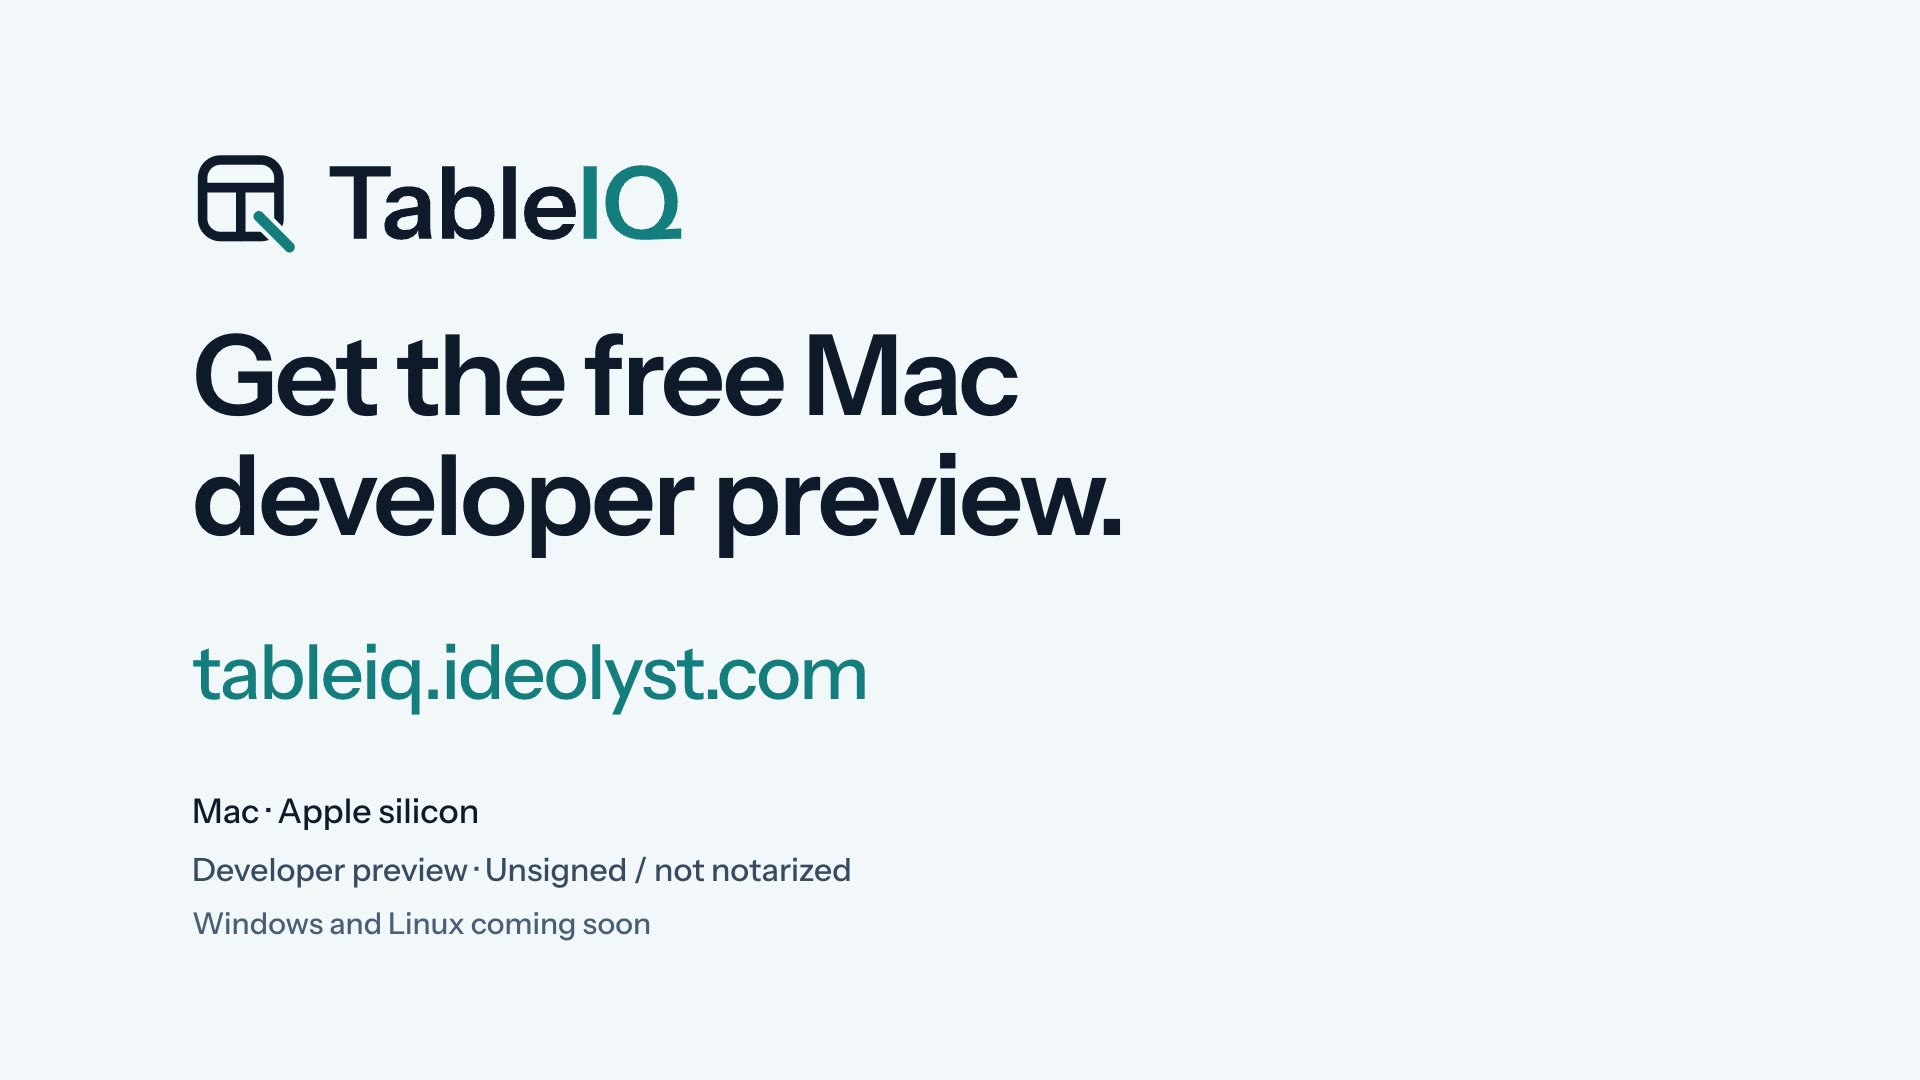 TableIQ
Get the free Mac
developer preview.
tableiq.ideolyst.com
Mac · Apple silicon
Developer preview · Unsigned / not notarized
Windows and Linux coming soon